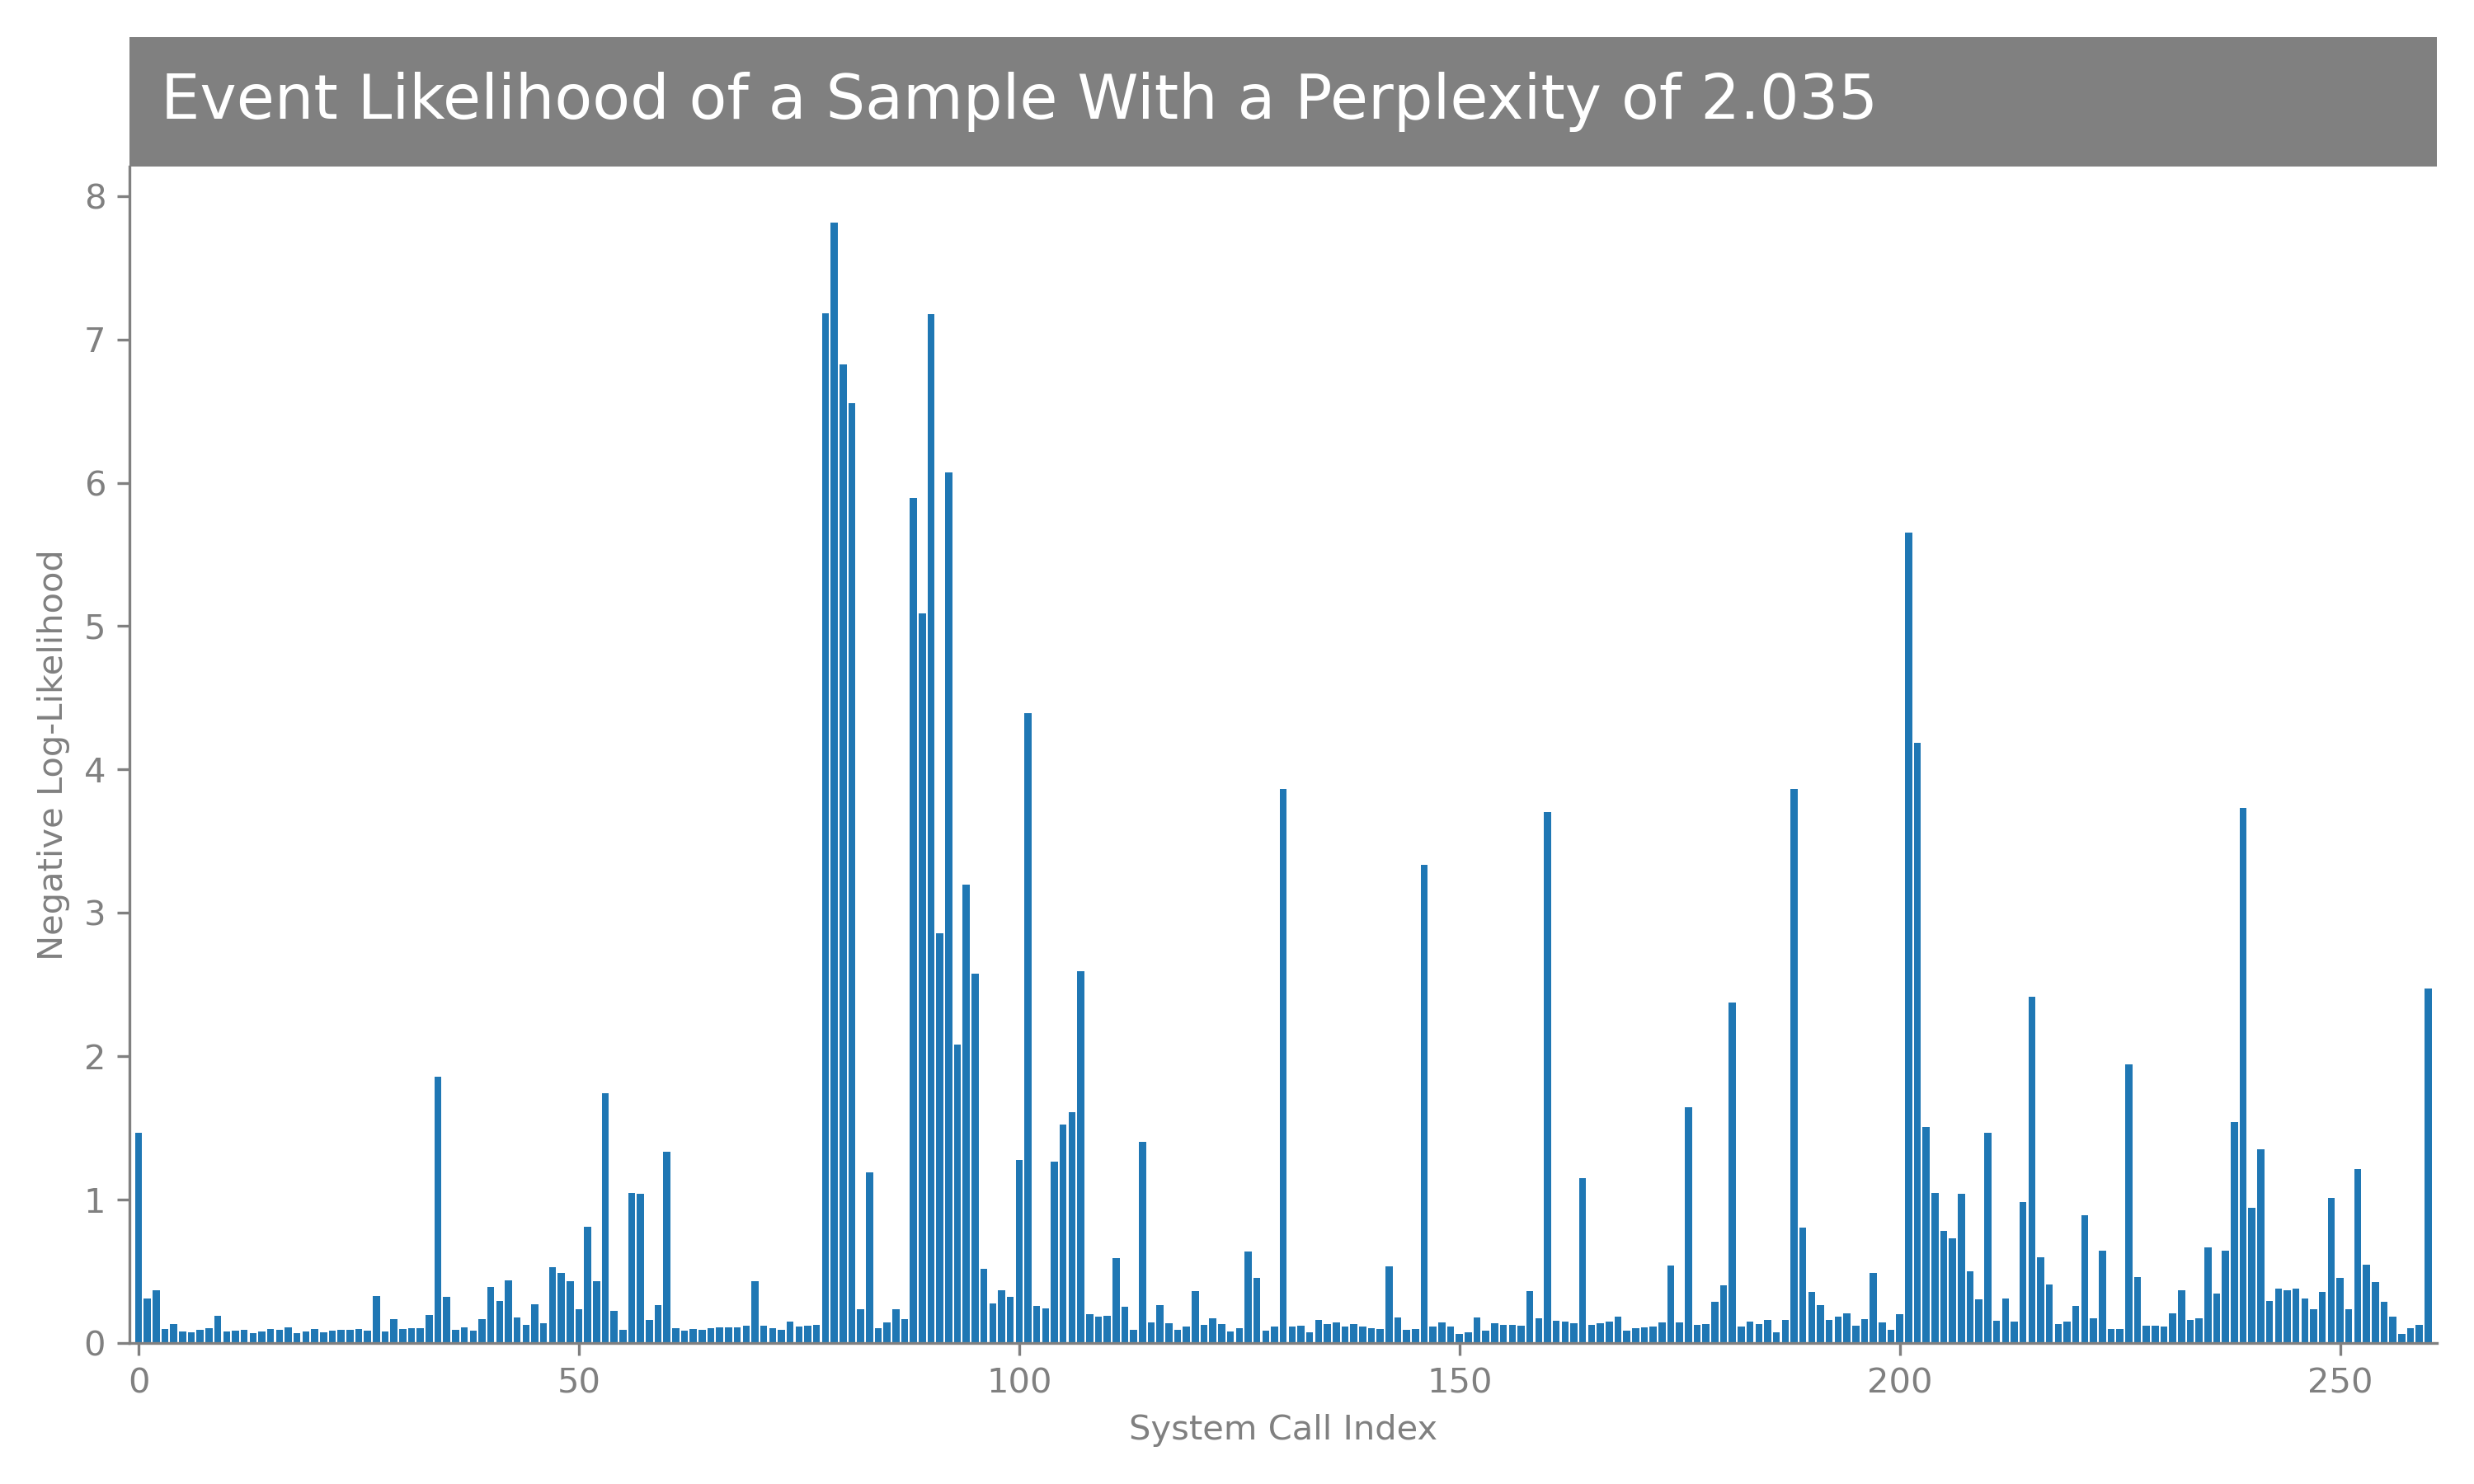 Event Likelihood of a Sample With a Perplexity of 2.035
8
7
6
5
4
3
2
1
0
Negative Log-Likelihood
0 50 100 150 200 250
System Call Index